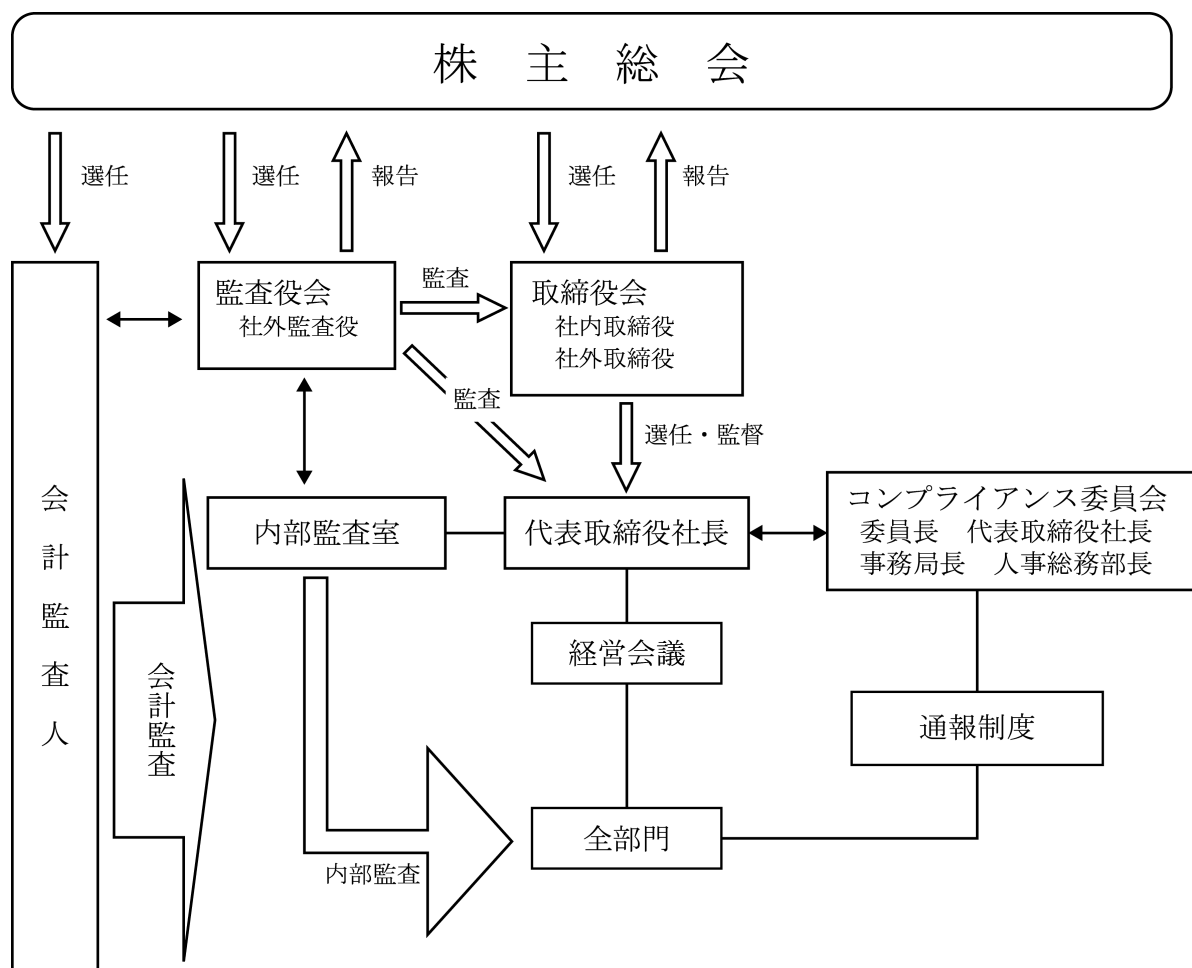 株主総会
選任
選任
報告
選任
報告
監査役会
社外監査役
監査
取締役会
社内取締役
社外取締役
監査
選任・監督
会計監査人
会計監査
内部監査室
代表取締役社長
コンプライアンス委員会
委員長 代表取締役社長
事務局長 人事総務部長
経営会議
通報制度
全部門
内部監査